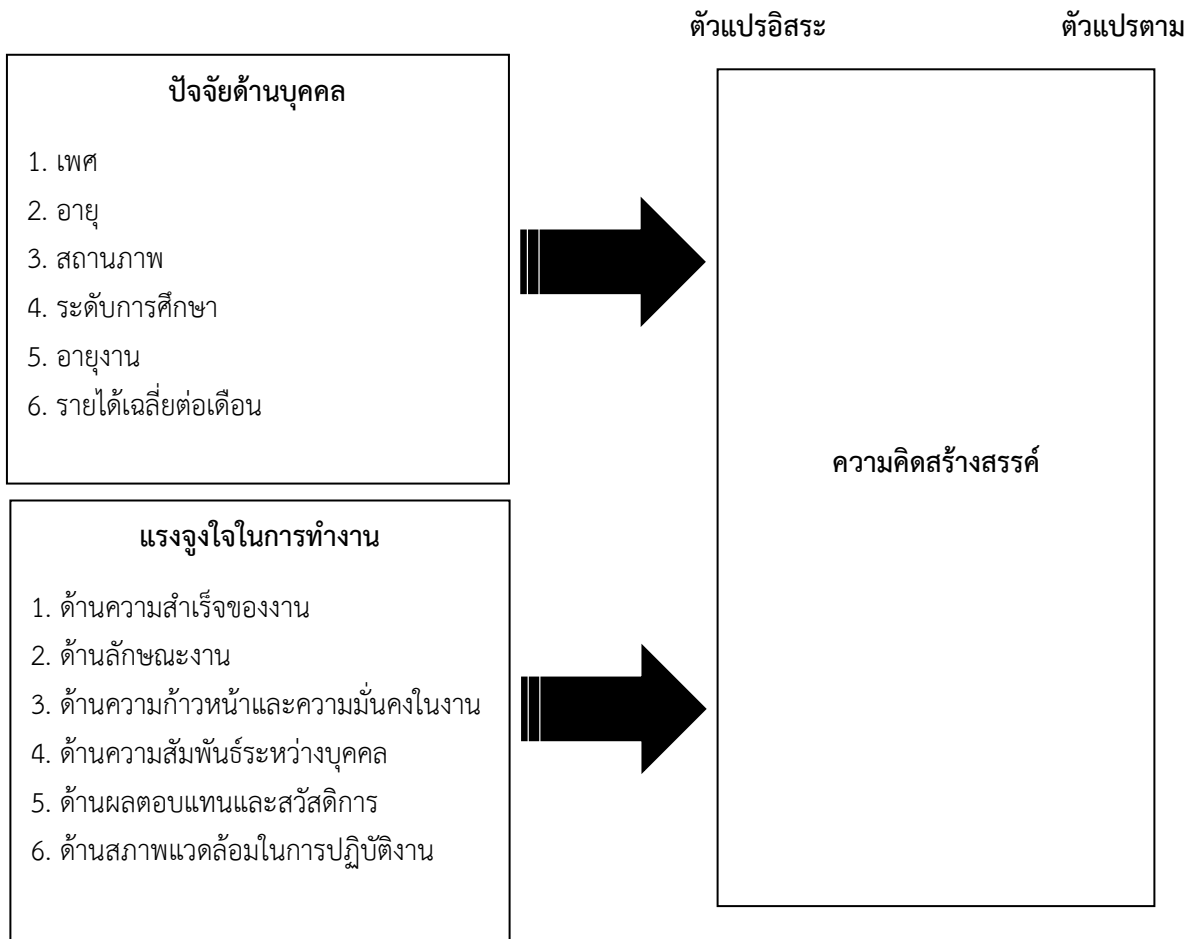 ตัวแปรอิสระ ตัวแปรตาม
ปัจจัยด้านบุคคล
1. เพศ
2. อายุ
3. สถานภาพ
4. ระดับการศึกษา
5. อายุงาน
6. รายได้เฉลี่ยต่อเดือน
แรงจูงใจในการทำงาน
1. ด้านความสำเร็จของงาน
2. ด้านลักษณะงาน
3. ด้านความก้าวหน้าและความมั่นคงในงาน
4. ด้านความสัมพันธ์ระหว่างบุคคล
5. ด้านผลตอบแทนและสวัสดิการ
6. ด้านสภาพแวดล้อมในการปฏิบัติงาน
ความคิดสร้างสรรค์